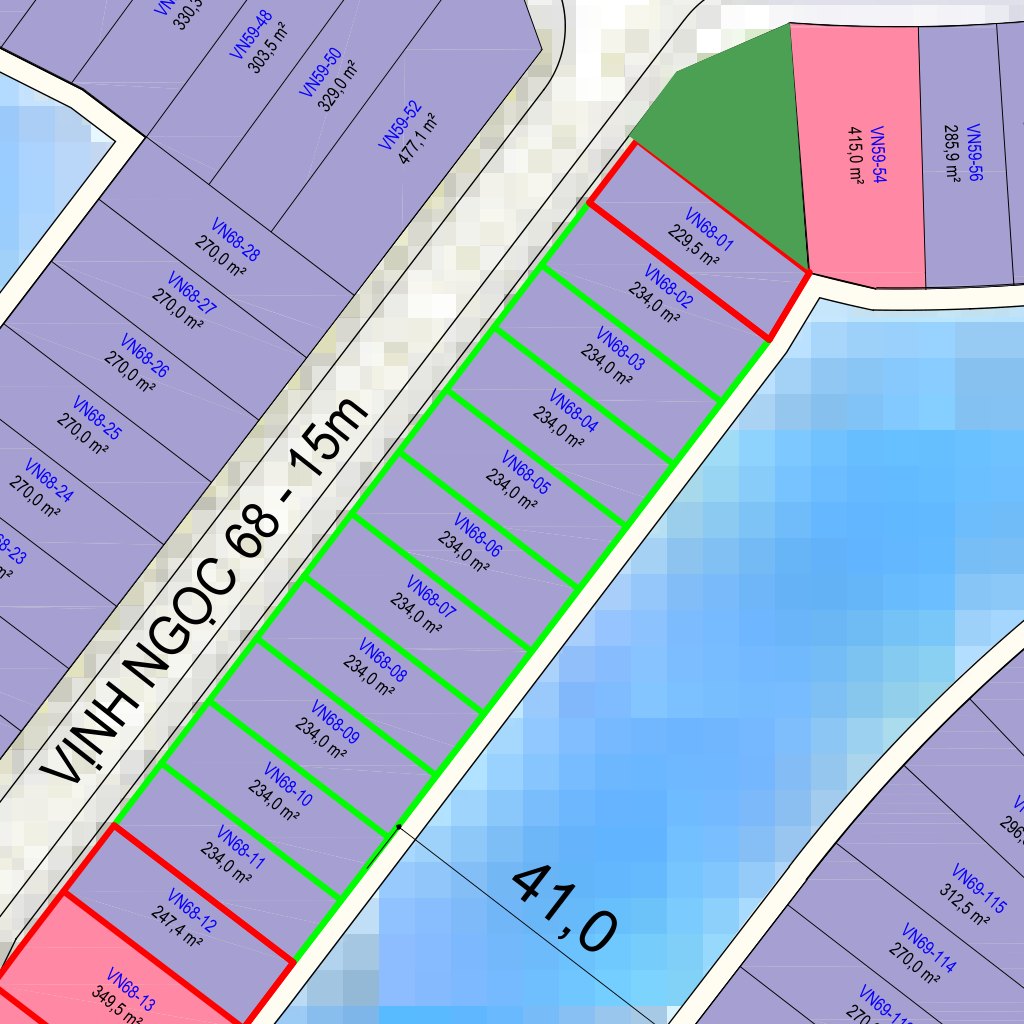 330,3
VN59-48
303,5 m²
VN59-50
329,0 m²
VN59-52
477,1 m²
VN59-54
415,0 m²
VN59-56
285,9 m²
VN68-28
270,0 m²
VN68-27
270,0 m²
VN68-26
270,0 m²
VN68-25
270,0 m²
VN68-24
270,0 m²
8-23
m²
VN68-01
229,5 m²
VN68-02
234,0 m²
VN68-03
234,0 m²
VN68-04
234,0 m²
VN68-05
234,0 m²
VN68-06
234,0 m²
VN68-07
234,0 m²
VN68-08
234,0 m²
VN68-09
234,0 m²
VN68-10
234,0 m²
VN68-11
234,0 m²
VN68-12
247,4 m²
VN68-13
349,5 m²
VỊNH NGỌC 68 - 15m
41,0
296,
VN69-115
312,5 m²
VN69-114
270,0 m²